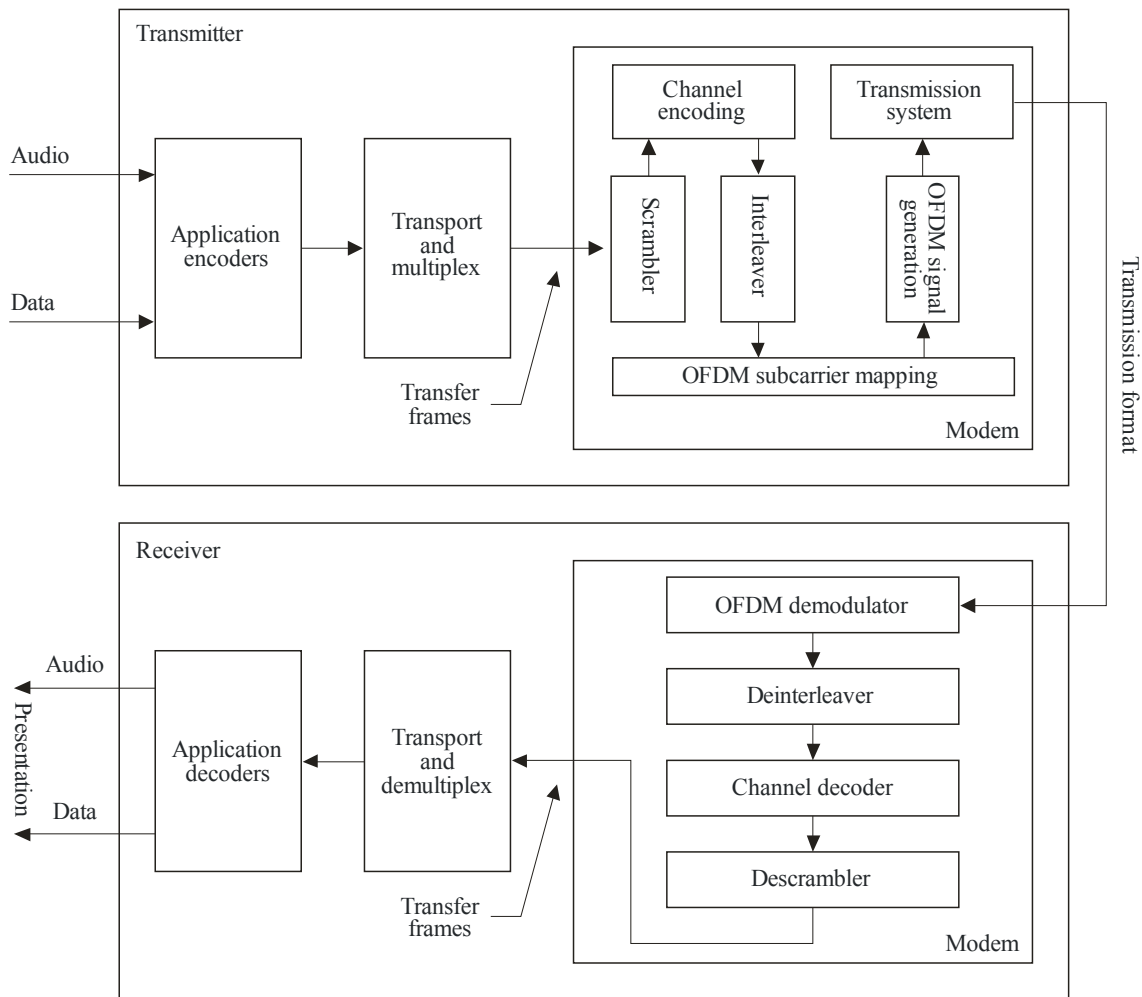 Transmitter
Audio
Data
Application
encoders
Transport
and
multiplex
Transfer
frames
Channel
encoding
Transmission
system
Scrambler
Interleaver
OFDM signal
generation
OFDM subcarrier mapping
Modem
Transmission format
Receiver
OFDM demodulator
Deinterleaver
Channel decoder
Descrambler
Modem
Audio
Presentation
Data
Application
decoders
Transport
and
demultiplex
Transfer
frames